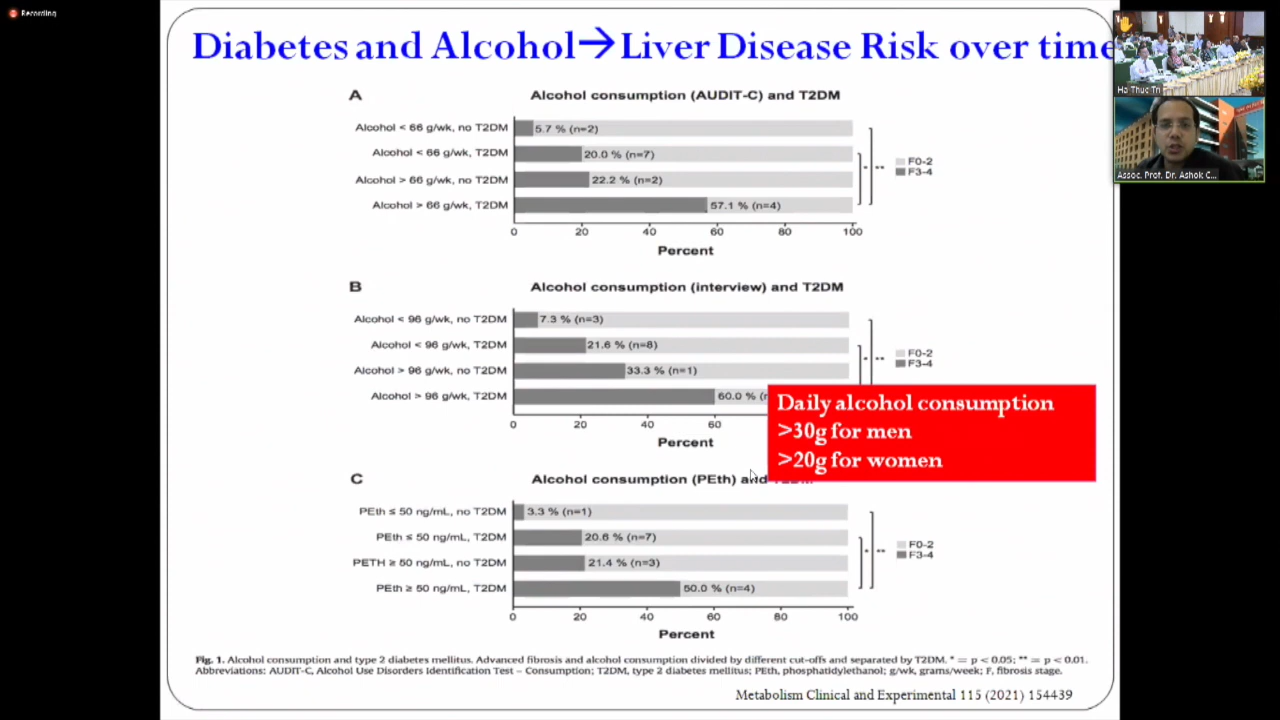 Recording
Diabetes and Alcohol→Liver Disease Risk over time
Ha Thuc Tri
Assoc. Prof. Dr. Ashok C...
A
Alcohol consumption (AUDIT-C) and T2DM
Alcohol < 66 g/wk, no T2DM 5.7 % (n=2)
Alcohol < 66 g/wk, T2DM 20.0 % (n=7)
Alcohol > 66 g/wk, no T2DM 22.2 % (n=2)
Alcohol > 66 g/wk, T2DM 57.1 % (n=4)
* **
F0-2
F3-4
0 20 40 60 80 100
Percent
B
Alcohol consumption (interview) and T2DM
Alcohol < 96 g/wk, no T2DM 7.3 % (n=3)
Alcohol < 96 g/wk, T2DM 21.6 % (n=8)
Alcohol > 96 g/wk, no T2DM 33.3 % (n=1)
Alcohol > 96 g/wk, T2DM 60.0 %
* **
F0-2
F3-4
0 20 40 60
Percent
Daily alcohol consumption
>30g for men
>20g for women
C
Alcohol consumption (PEth) and
PEth ≤ 50 ng/mL, no T2DM 3.3 % (n=1)
PEth ≤ 50 ng/mL, T2DM 20.6 % (n=7)
PETH ≥ 50 ng/mL, no T2DM 21.4 % (n=3)
PEth ≥ 50 ng/mL, T2DM 50.0 % (n=4)
* **
F0-2
F3-4
0 20 40 60 80 100
Percent
Fig. 1. Alcohol consumption and type 2 diabetes mellitus. Advanced fibrosis and alcohol consumption divided by different cut-offs and separated by T2DM. * = p < 0.05; ** = p < 0.01.
Abbreviations: AUDIT-C, Alcohol Use Disorders Identification Test – Consumption; T2DM, type 2 diabetes mellitus; PEth, phosphatidylethanol; g/wk, grams/week; F, fibrosis stage.
Metabolism Clinical and Experimental 115 (2021) 154439